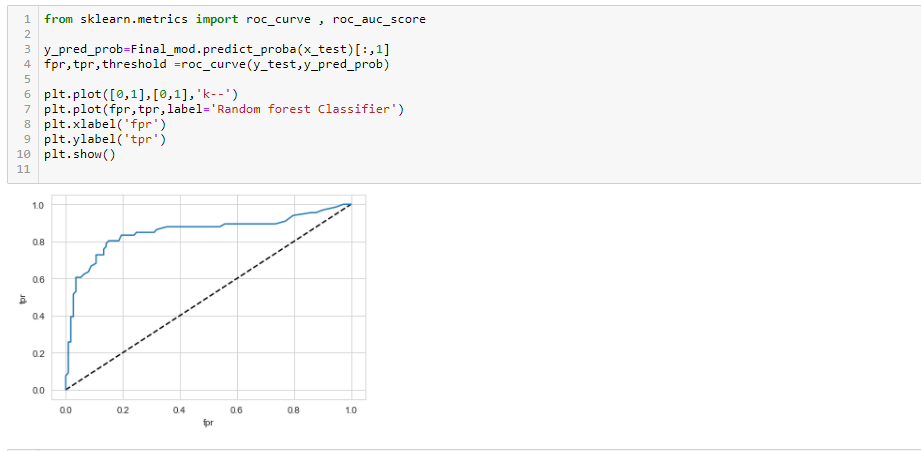 1 from sklearn.metrics import roc_curve , roc_auc_score
2
3 y_pred_prob=Final_mod.predict_proba(x_test)[:,1]
4 fpr,tpr,threshold =roc_curve(y_test,y_pred_prob)
5
6 plt.plot([0,1],[0,1],'k--')
7 plt.plot(fpr,tpr,label='Random forest Classifier')
8 plt.xlabel('fpr')
9 plt.ylabel('tpr')
10 plt.show()
11
1.0
0.8
0.6
0.4
0.2
0.0
tpr
0.0 0.2 0.4 0.6 0.8 1.0
fpr